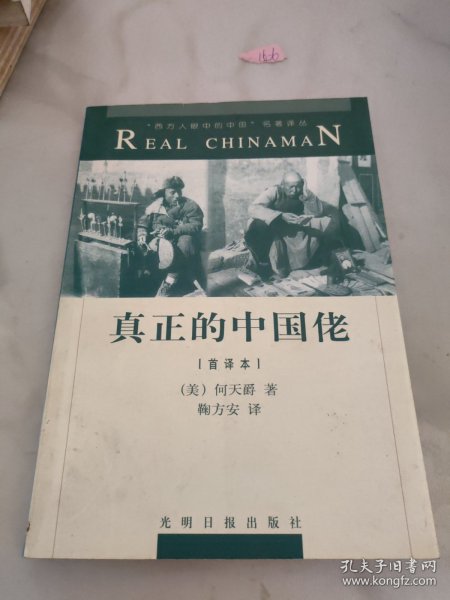 "西方人眼中的中国"名著译丛
REAL CHINAMAN
真正的中国佬
[首译本]
(美) 何天爵 著
鞠方安 译
光明日报出版社
孔夫子旧书网
www.kongfz.com